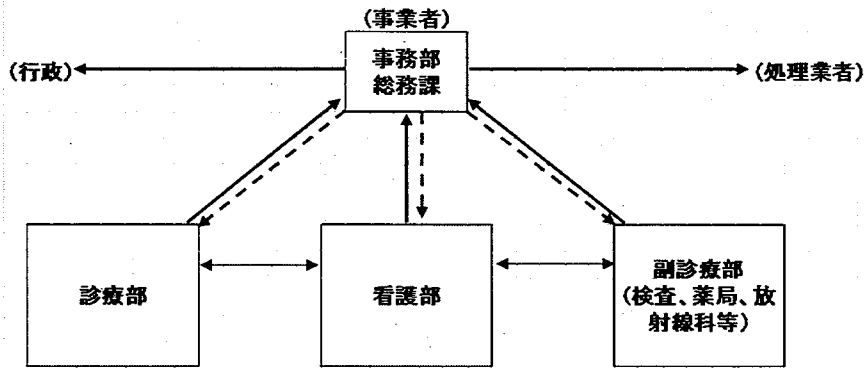 (事業者)
事務部
総務課
(行政)
(処理業者)
診療部
看護部
副診療部
(検査、薬局、放
射線科等)